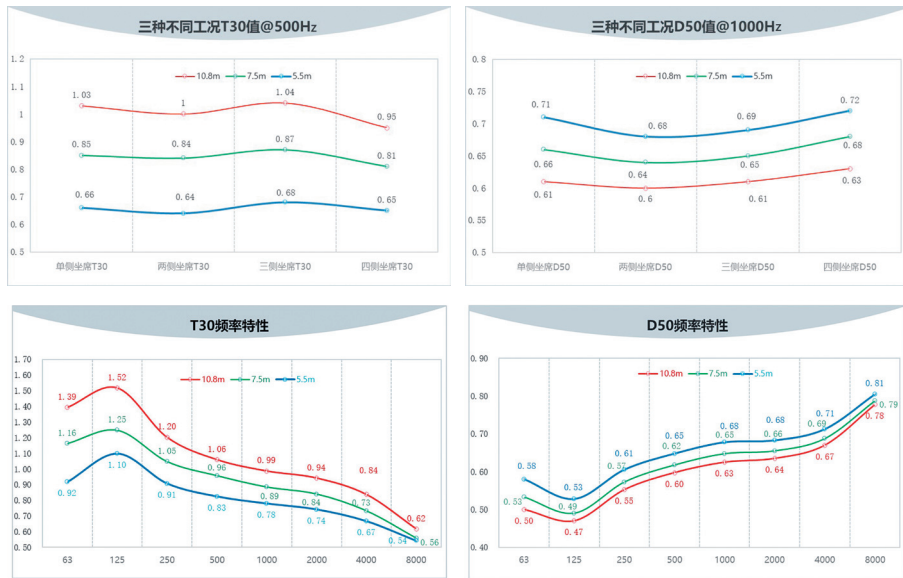 三种不同工况T30值@500Hz
10.8m 7.5m 5.5m
1.2
1.1
1
0.9
0.8
0.7
0.6
0.5
1.03 1 1.04 0.95
0.85 0.84 0.87 0.81
0.66 0.64 0.68 0.65
单侧坐席T30 两侧坐席T30 三侧坐席T30 四侧坐席T30
三种不同工况D50值@1000Hz
10.8m 7.5m 5.5m
0.8
0.75
0.7
0.65
0.6
0.55
0.5
0.71 0.68 0.69 0.72
0.66 0.64 0.65 0.68
0.61 0.6 0.61 0.63
单侧坐席D50 两侧坐席D50 三侧坐席D50 四侧坐席D50
T30频率特性
10.8m 7.5m 5.5m
1.70
1.60
1.50
1.40
1.30
1.20
1.10
1.00
0.90
0.80
0.70
0.60
0.50
1.39 1.52 1.20 1.06 0.99 0.94 0.84 0.62
1.16 1.25 1.05 0.96 0.89 0.84 0.73 0.56
0.92 1.10 0.91 0.83 0.78 0.74 0.67 0.54
63 125 250 500 1000 2000 4000 8000
D50频率特性
10.8m 7.5m 5.5m
0.90
0.80
0.70
0.60
0.50
0.40
0.58 0.53 0.61 0.65 0.68 0.68 0.71 0.81
0.53 0.49 0.57 0.62 0.65 0.66 0.69 0.79
0.50 0.47 0.55 0.60 0.63 0.64 0.67 0.78
63 125 250 500 1000 2000 4000 8000